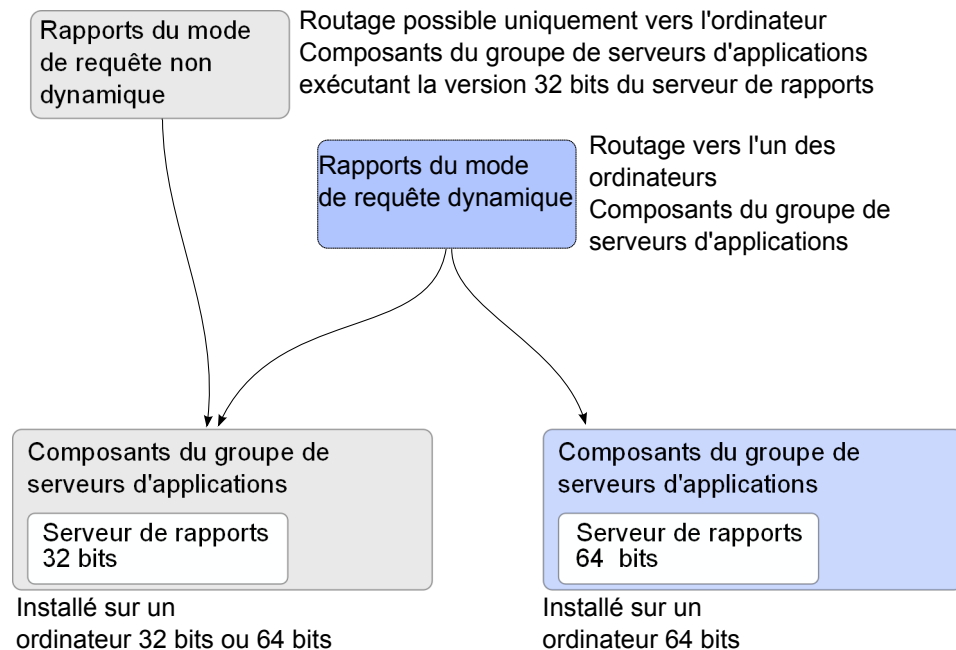 Rapports du mode
de requête non
dynamique
Routage possible uniquement vers l'ordinateur
Composants du groupe de serveurs d'applications
exécutant la version 32 bits du serveur de rapports
Rapports du mode
de requête dynamique
Routage vers l'un des
ordinateurs
Composants du groupe de
serveurs d'applications
Composants du groupe de
serveurs d'applications
Serveur de rapports
32 bits
Installé sur un
ordinateur 32 bits ou 64 bits
Composants du groupe de
serveurs d'applications
Serveur de rapports
64 bits
Installé sur un
ordinateur 64 bits